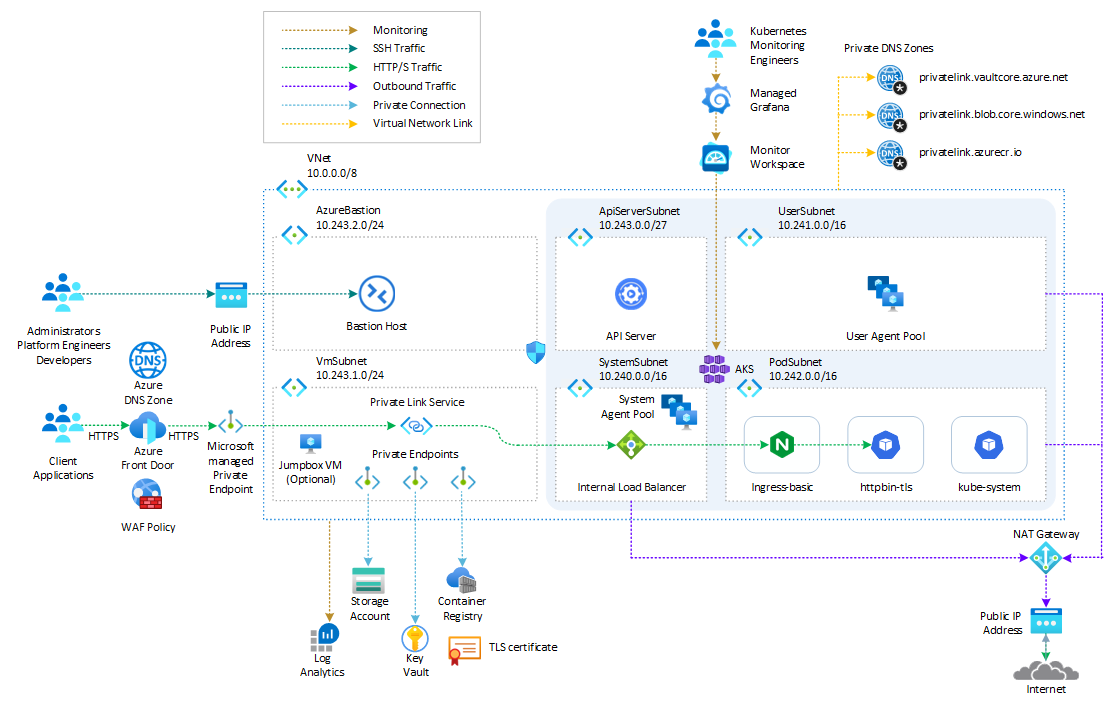 Monitoring
SSH Traffic
HTTP/S Traffic
Outbound Traffic
Private Connection
Virtual Network Link
Kubernetes
Monitoring
Engineers
Managed
Grafana
Monitor
Workspace
Private DNS Zones
DNS
privatelink.vaultcore.azure.net
DNS
privatelink.blob.core.windows.net
DNS
privatelink.azurecr.io
VNet
10.0.0.0/8
AzureBastion
10.243.2.0/24
ApiServerSubnet
10.243.0.0/27
UserSubnet
10.241.0.0/16
Administrators
Platform Engineers
Developers
Public IP
Address
Bastion Host
API Server
User Agent Pool
DNS
Azure
DNS Zone
VmSubnet
10.243.1.0/24
SystemSubnet
10.240.0.0/16
AKS
PodSubnet
10.242.0.0/16
Client
Applications
HTTPS
Azure
Front Door
HTTPS
Microsoft
managed
Private
Endpoint
WAF Policy
Private Link Service
Jumpbox VM
(Optional)
Private Endpoints
System
Agent Pool
Internal Load Balancer
N
Ingress-basic
httpbin-tls
kube-system
NAT Gateway
Public IP
Address
Internet
Storage
Account
Container
Registry
Log
Analytics
Key
Vault
TLS certificate